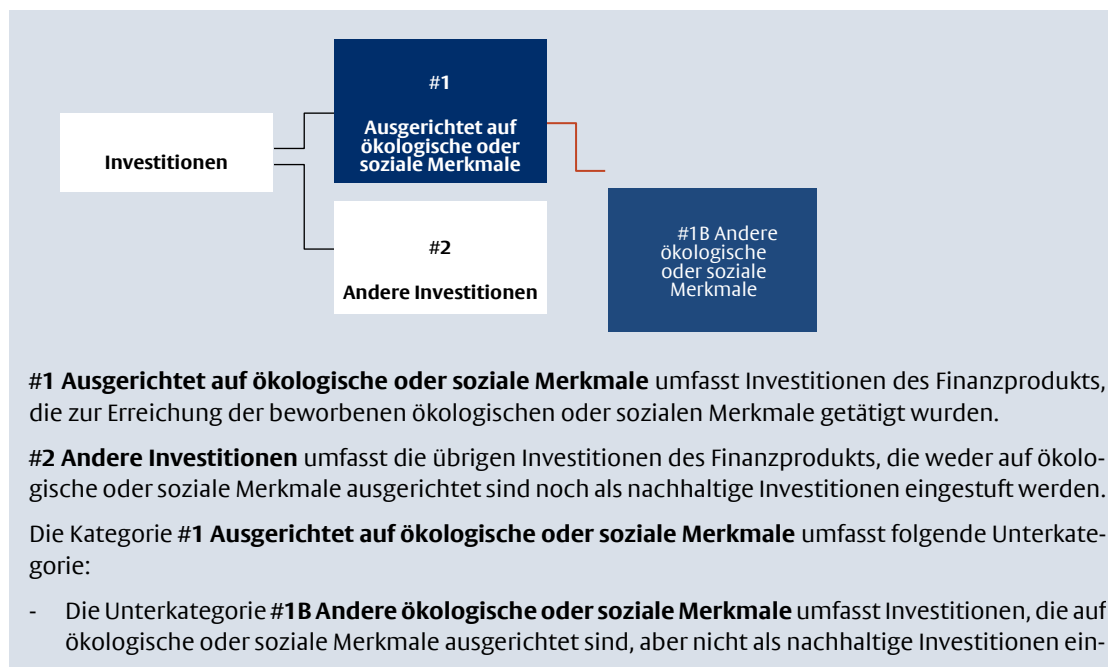 #1
Ausgerichtet auf
ökologische oder
soziale Merkmale
Investitionen
#2
Andere Investitionen
#1B Andere
ökologische
oder soziale
Merkmale
#1 Ausgerichtet auf ökologische oder soziale Merkmale umfasst Investitionen des Finanzprodukts,
die zur Erreichung der beworbenen ökologischen oder sozialen Merkmale getätigt wurden.
#2 Andere Investitionen umfasst die übrigen Investitionen des Finanzprodukts, die weder auf ökolo-
gische oder soziale Merkmale ausgerichtet sind noch als nachhaltige Investitionen eingestuft werden.
Die Kategorie #1 Ausgerichtet auf ökologische oder soziale Merkmale umfasst folgende Unterkate-
gorie:
- Die Unterkategorie #1B Andere ökologische oder soziale Merkmale umfasst Investitionen, die auf
ökologische oder soziale Merkmale ausgerichtet sind, aber nicht als nachhaltige Investitionen ein-